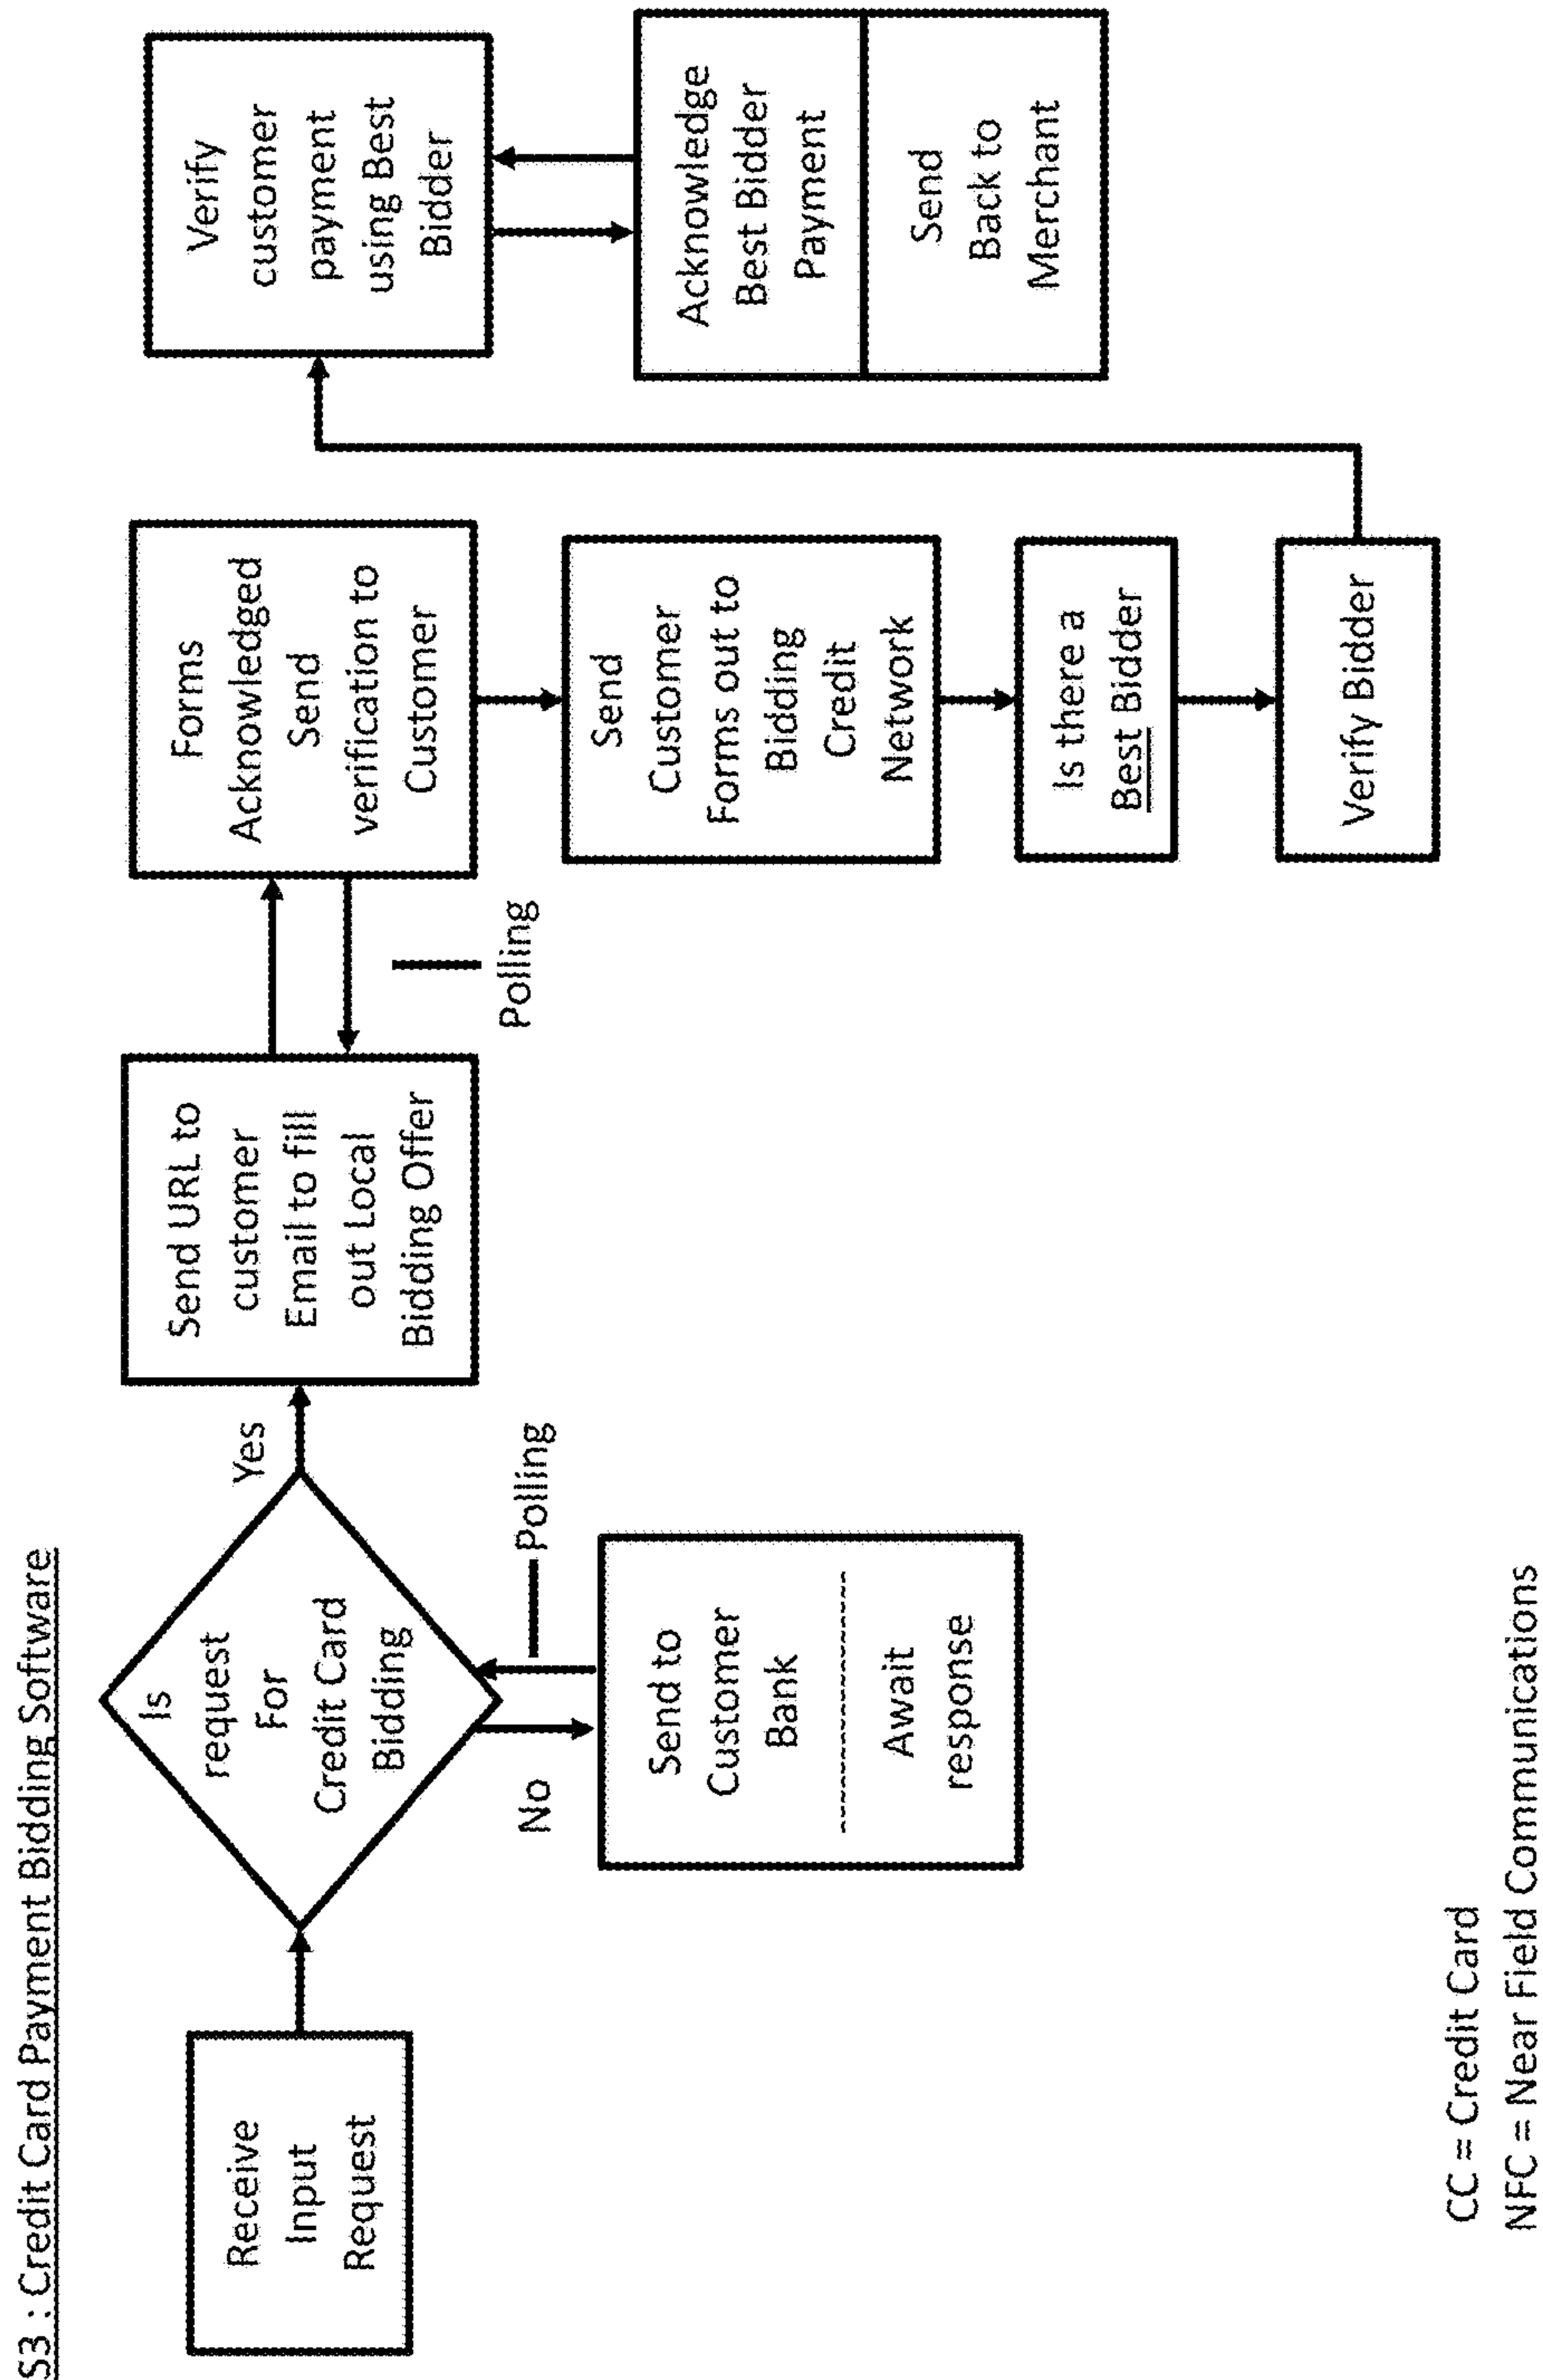 S3 : Credit Card Payment Bidding Software
Receive
Input
Request
Is
request
For
Credit Card
Bidding
Yes
No
Polling
Send to
Customer
Bank
Await
response
Send URL to
customer
Email to fill
out Local
Bidding Offer
Polling
Forms
Acknowledged
Send
verification to
Customer
Send
Customer
Forms out to
Bidding
Credit
Network
Is there a
Best Bidder
Verify Bidder
Verify
customer
payment
using Best
Bidder
Acknowledge
Best Bidder
Payment
Send
Back to
Merchant
CC = Credit Card
NFC = Near Field Communications